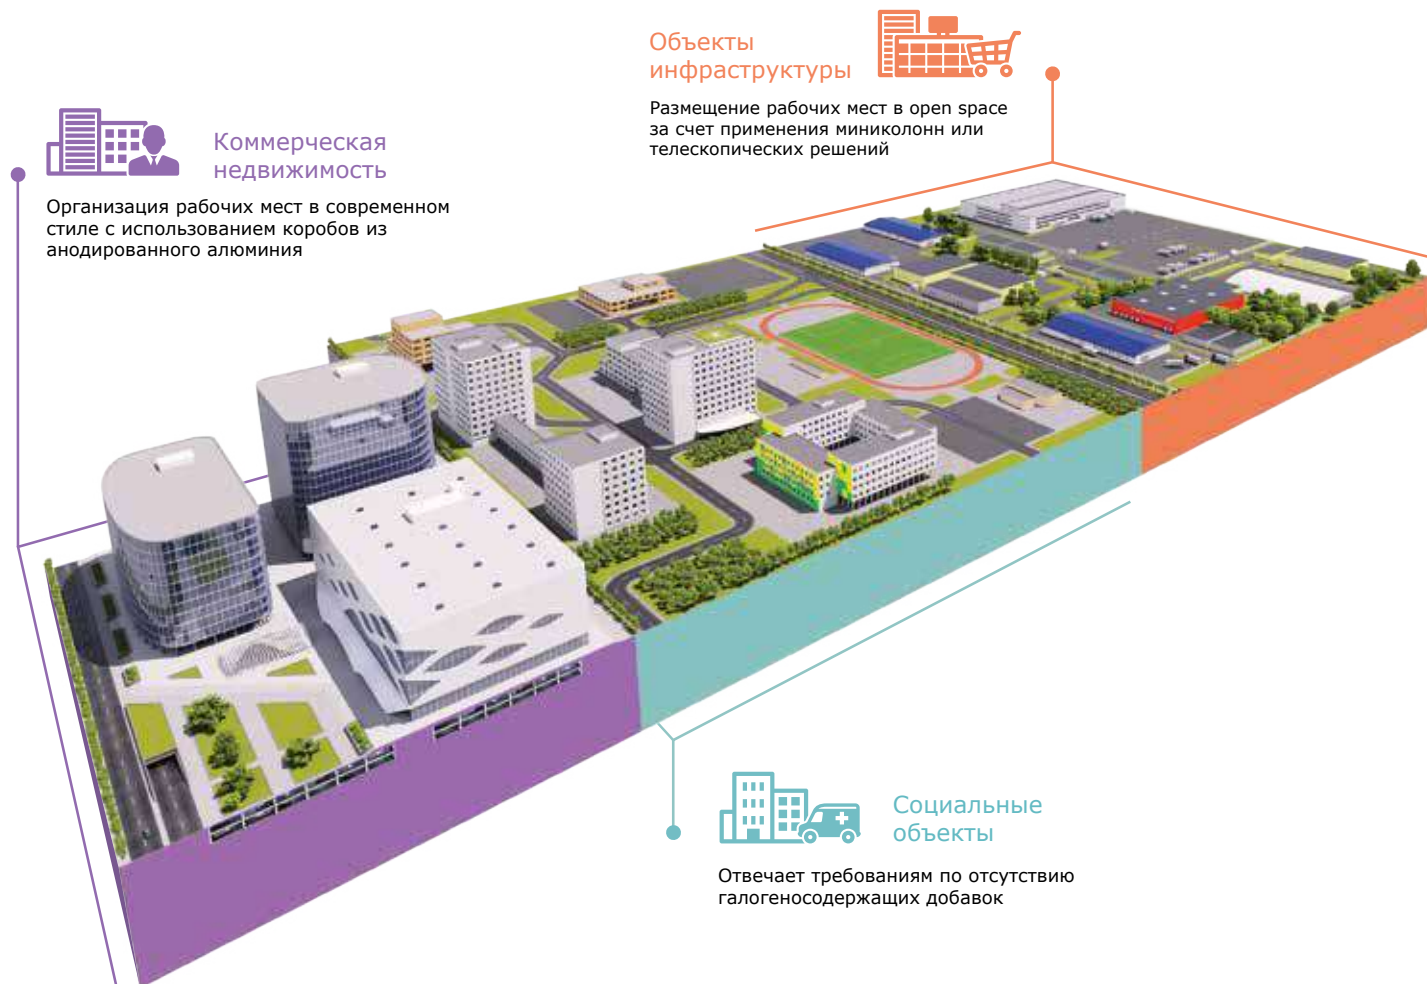 Объекты
инфраструктуры
Размещение рабочих мест в open space
за счет применения миниколонн или
телескопических решений
Коммерческая
недвижимость
Организация рабочих мест в современном
стиле с использованием коробов из
анодированного алюминия
Социальные
объекты
Отвечает требованиям по отсутствию
галогеносодержащих добавок